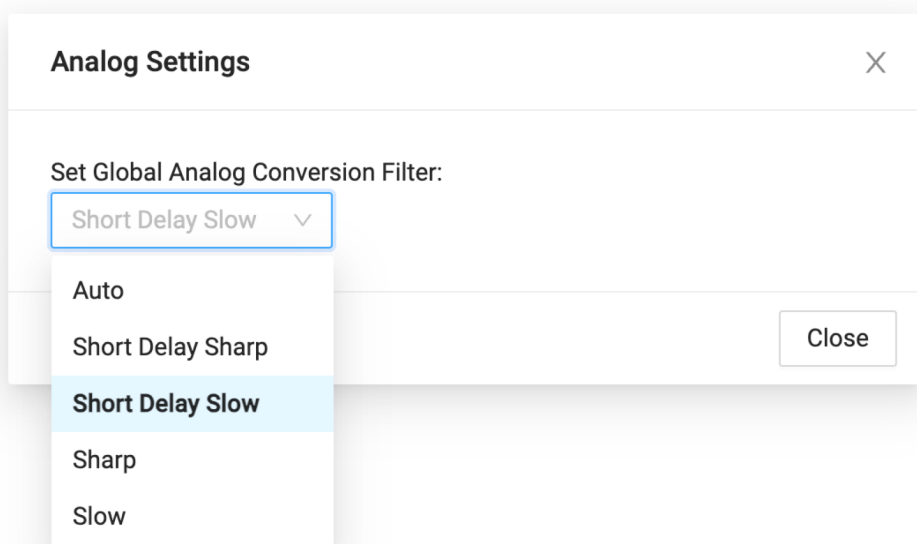 Analog Settings
Set Global Analog Conversion Filter:
Short Delay Slow
Auto
Short Delay Sharp
Close
Short Delay Slow
Sharp
Slow